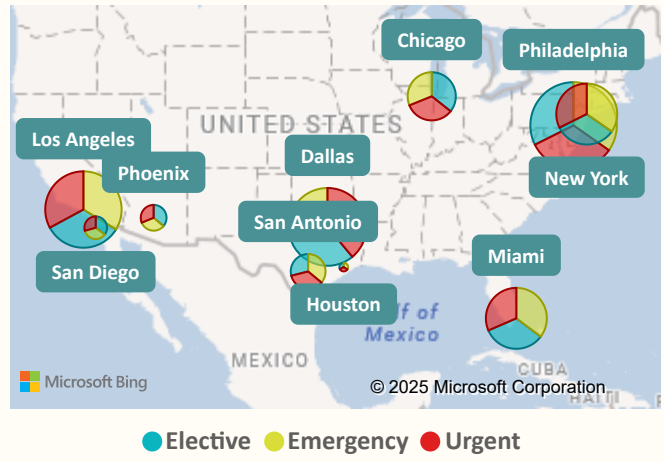 Chicago
Philadelphia
UNITED STATES
Los Angeles
Dallas
Phoenix
New York
San Antonio
Miami
San Diego
Houston
lf of
Mexico
MEXICO
CUBA
Microsoft Bing
© 2025 Microsoft Corporation
HAITI
Elective Emergency Urgent